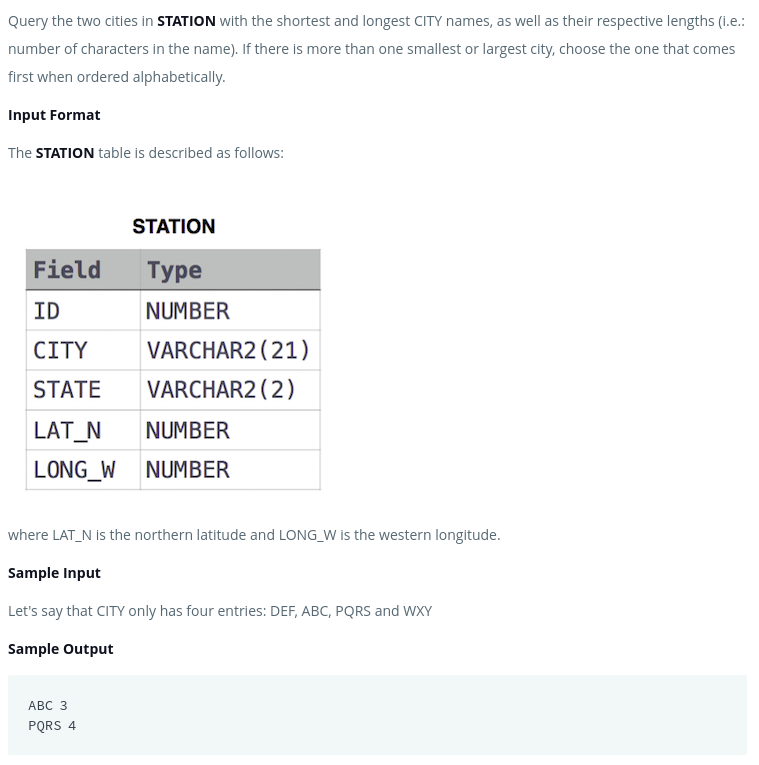 Query the two cities in STATION with the shortest and longest CITY names, as well as their respective lengths (i.e.:
number of characters in the name). If there is more than one smallest or largest city, choose the one that comes
first when ordered alphabetically.
Input Format
The STATION table is described as follows:
STATION
Field Type
ID NUMBER
CITY VARCHAR2(21)
STATE VARCHAR2(2)
LAT_N NUMBER
LONG_W NUMBER
where LAT_N is the northern latitude and LONG_W is the western longitude.
Sample Input
Let's say that CITY only has four entries: DEF, ABC, PQRS and WXY
Sample Output
ABC 3
PQRS 4